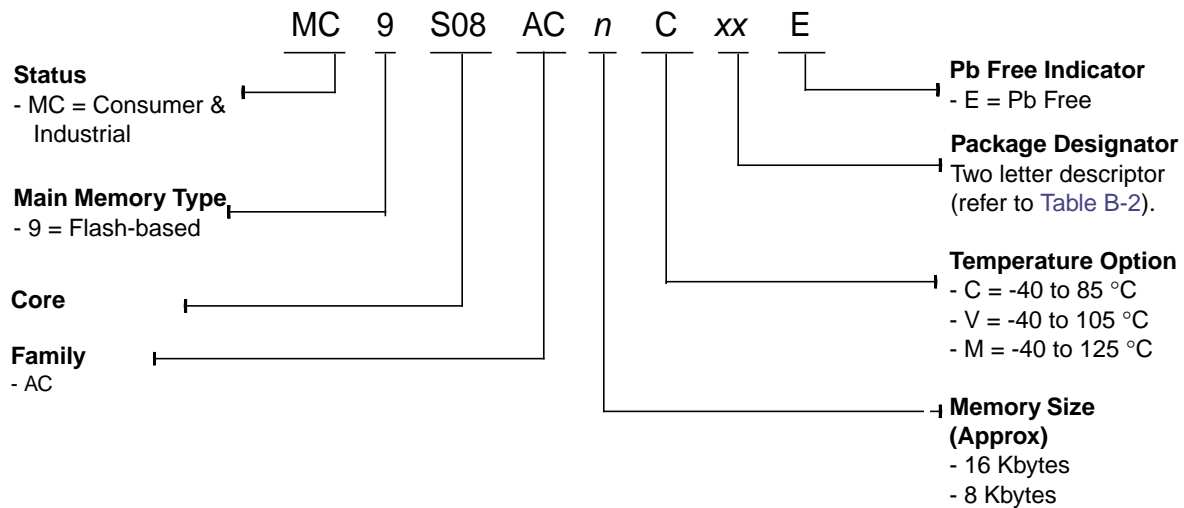 MC 9 S08 AC n C xx E
Status
- MC = Consumer &
Industrial
Main Memory Type
- 9 = Flash-based
Core
Family
- AC
Pb Free Indicator
- E = Pb Free
Package Designator
Two letter descriptor
(refer to Table B-2).
Temperature Option
- C = -40 to 85 °C
- V = -40 to 105 °C
- M = -40 to 125 °C
Memory Size
(Approx)
- 16 Kbytes
- 8 Kbytes